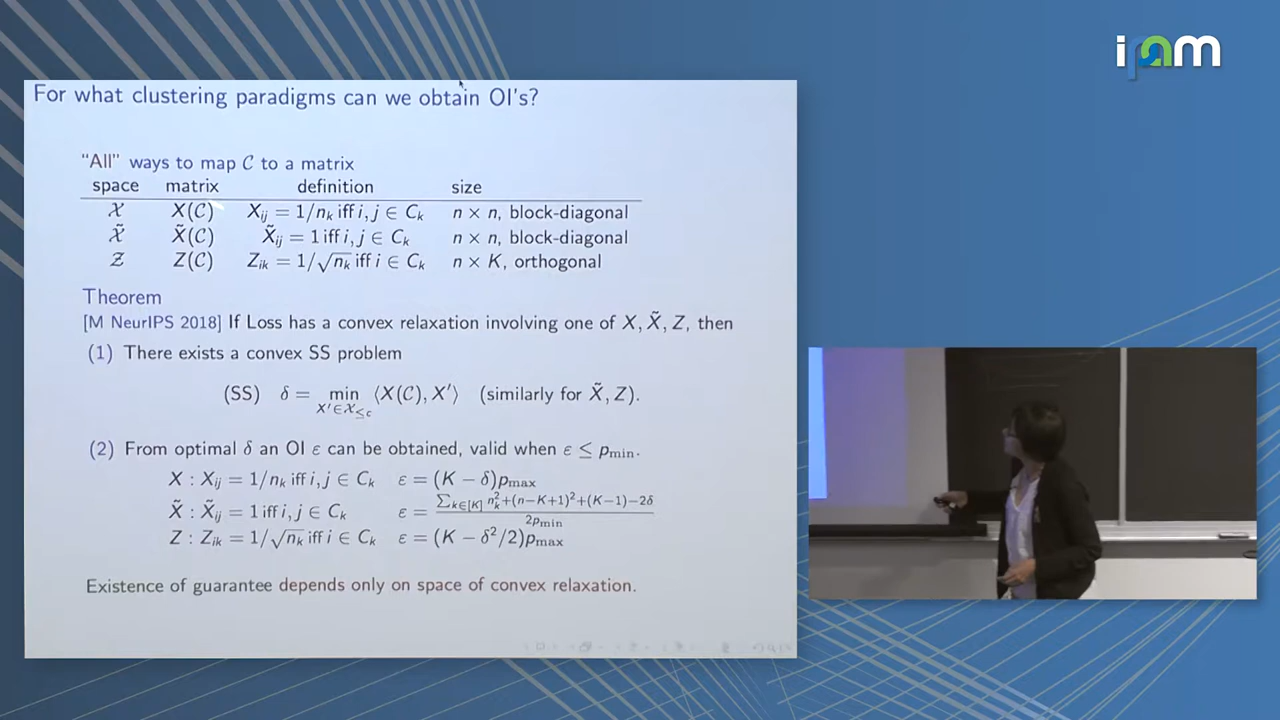 ipam
For what clustering paradigms can we obtain OI's?
"All" ways to map 𝒞 to a matrix
space matrix definition size
𝒳 X(𝒞) X_ij = 1/n_k iff i, j ∈ C_k n × n, block-diagonal
𝒳̃ X̃(𝒞) X̃_ij = 1 iff i, j ∈ C_k n × n, block-diagonal
𝒵 Z(𝒞) Z_ik = 1/√n_k iff i ∈ C_k n × K, orthogonal
Theorem
[M NeurIPS 2018] If Loss has a convex relaxation involving one of X, X̃, Z, then
(1) There exists a convex SS problem
(SS) δ = min_{X′∈𝒳_≤c} ⟨X(𝒞), X′⟩ (similarly for X̃, Z).
(2) From optimal δ an OI ε can be obtained, valid when ε ≤ p_min.
X : X_ij = 1/n_k iff i, j ∈ C_k ε = (K − δ)p_max
X̃ : X̃_ij = 1 iff i, j ∈ C_k ε = (∑_{k∈[K]} n_k^2+(n−K+1)^2+(K−1)−2δ)/(2p_min)
Z : Z_ik = 1/√n_k iff i ∈ C_k ε = (K − δ^2/2)p_max
Existence of guarantee depends only on space of convex relaxation.